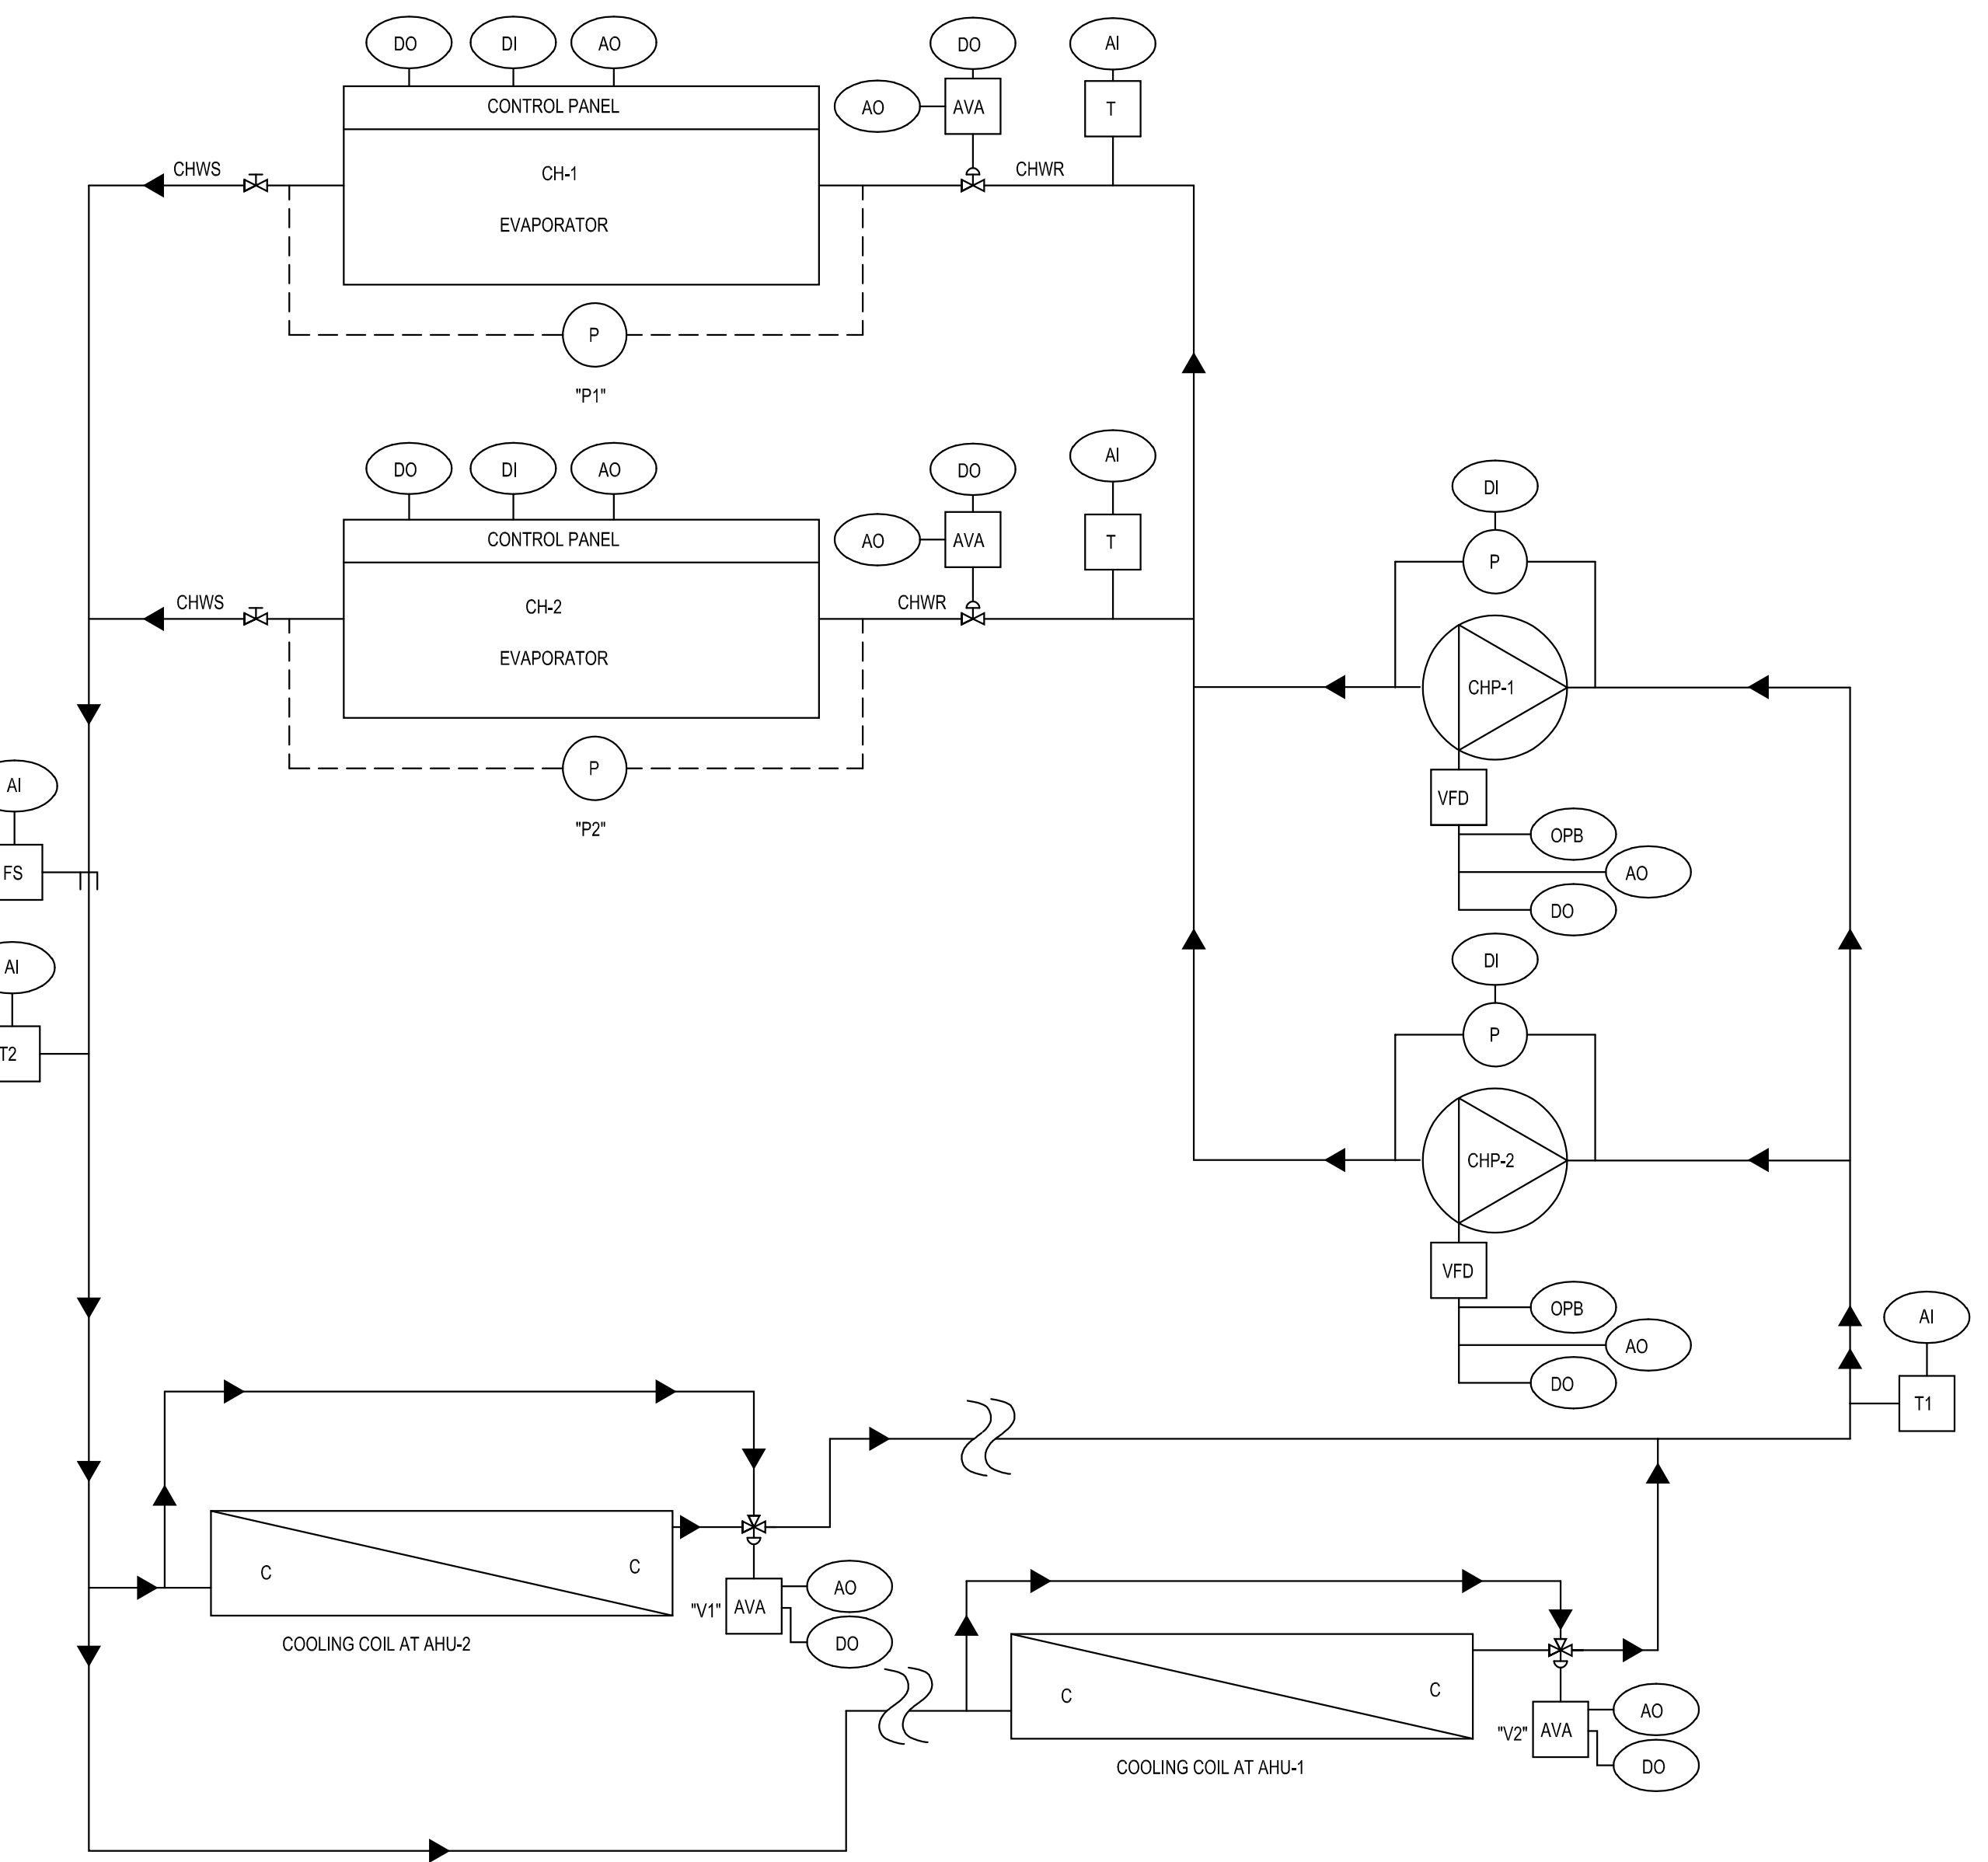 DO
DI
AO
DO
AI
CONTROL PANEL
AO
AVA
T
CHWS
CH-1
CHWR
EVAPORATOR
P
"P1"
DO
DI
AO
DO
AI
DI
CONTROL PANEL
AO
AVA
T
P
CHWS
CH-2
CHWR
EVAPORATOR
CHP-1
P
"P2"
AI
VFD
OPB
FS
AO
DO
AI
DI
T2
P
CHP-2
VFD
OPB
AI
AO
DO
T1
C
C
"V1"
AVA
AO
DO
COOLING COIL AT AHU-2
C
C
"V2"
AVA
AO
DO
COOLING COIL AT AHU-1